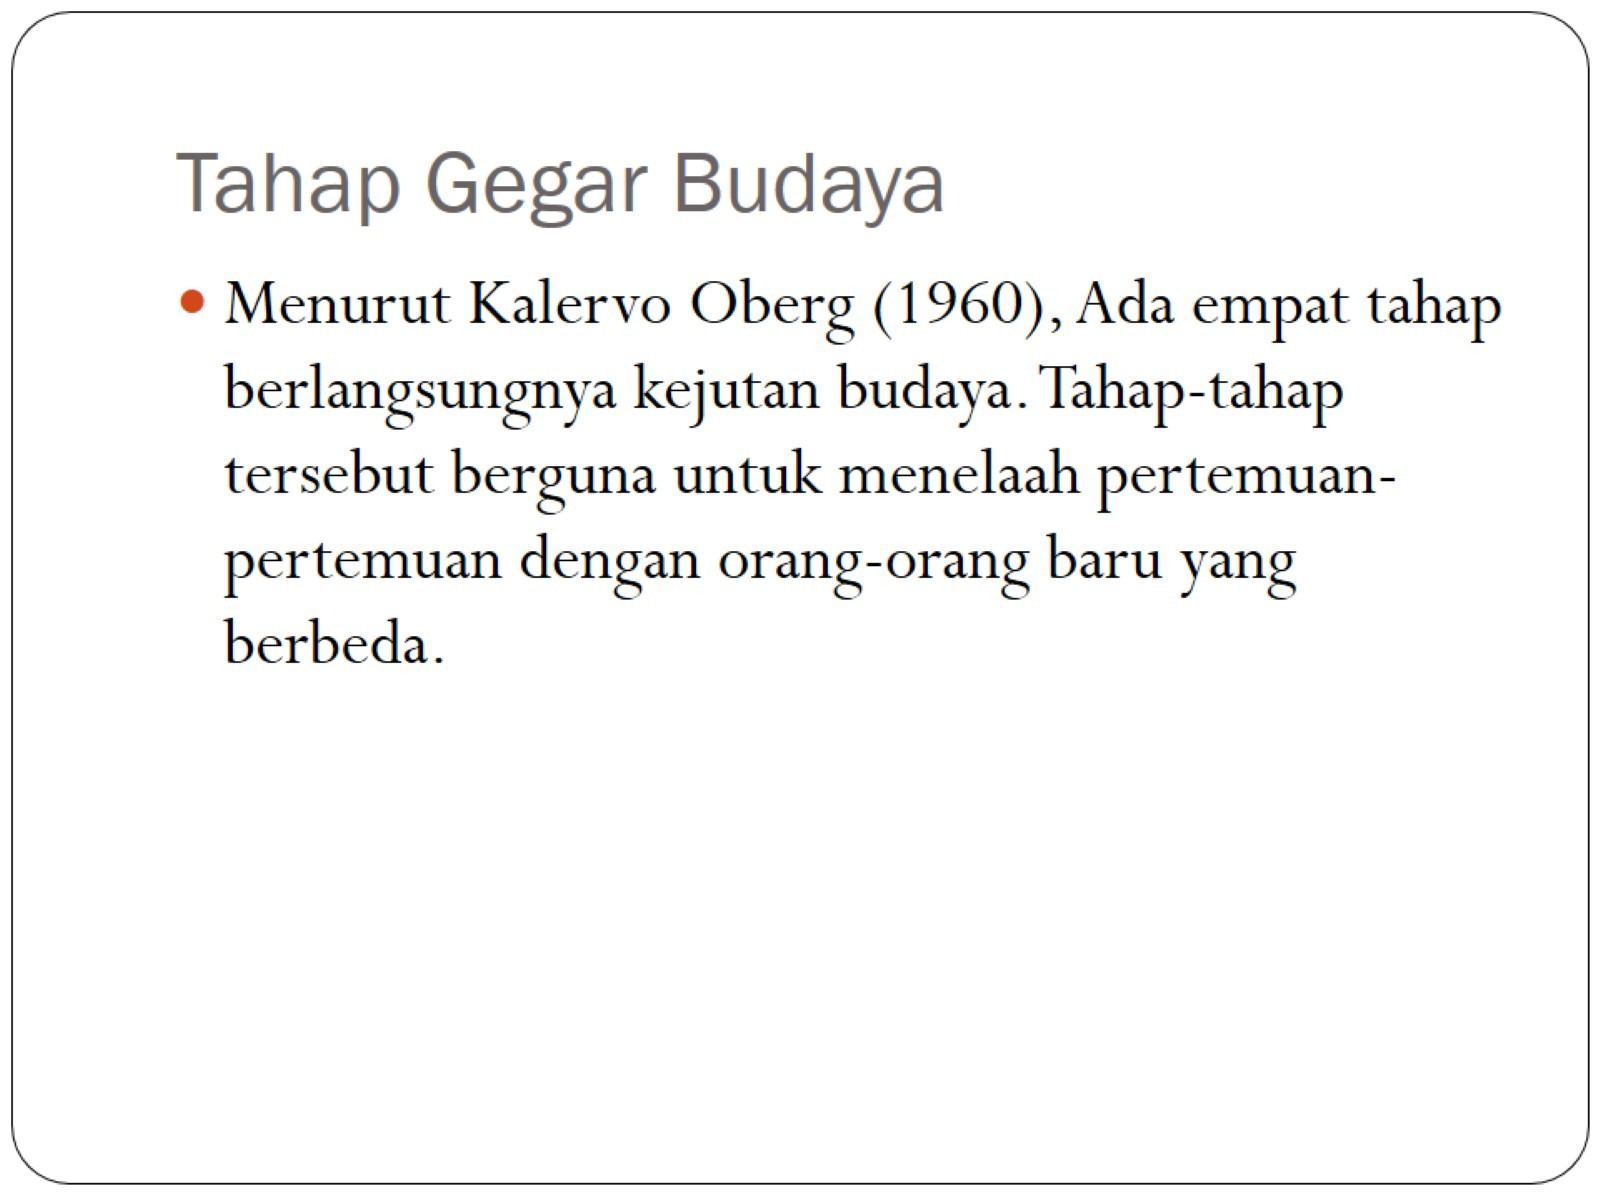 Tahap Gegar Budaya
Menurut Kalervo Oberg (1960), Ada empat tahap
berlangsungnya kejutan budaya. Tahap-tahap
tersebut berguna untuk menelaah pertemuan-
pertemuan dengan orang-orang baru yang
berbeda.